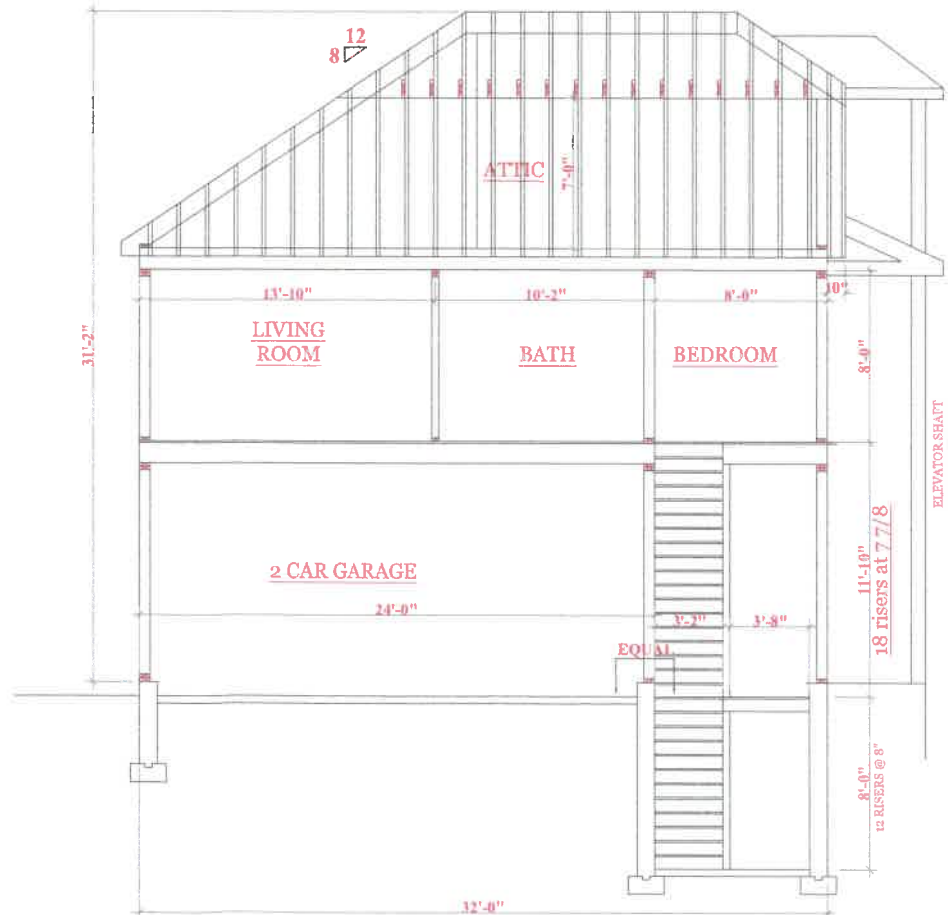 12
8
ATTIC
7'-0"
13'-10"
10'-2"
8'-0"
10"
LIVING
ROOM
BATH
BEDROOM
8'-0"
31'-2"
ELEVATOR SHAFT
2 CAR GARAGE
24'-0"
3'-2"
3'-8"
11'-10"
18 risers at 7 7/8
EQUAL
8'-0"
12 RISERS @ 8"
32'-0"